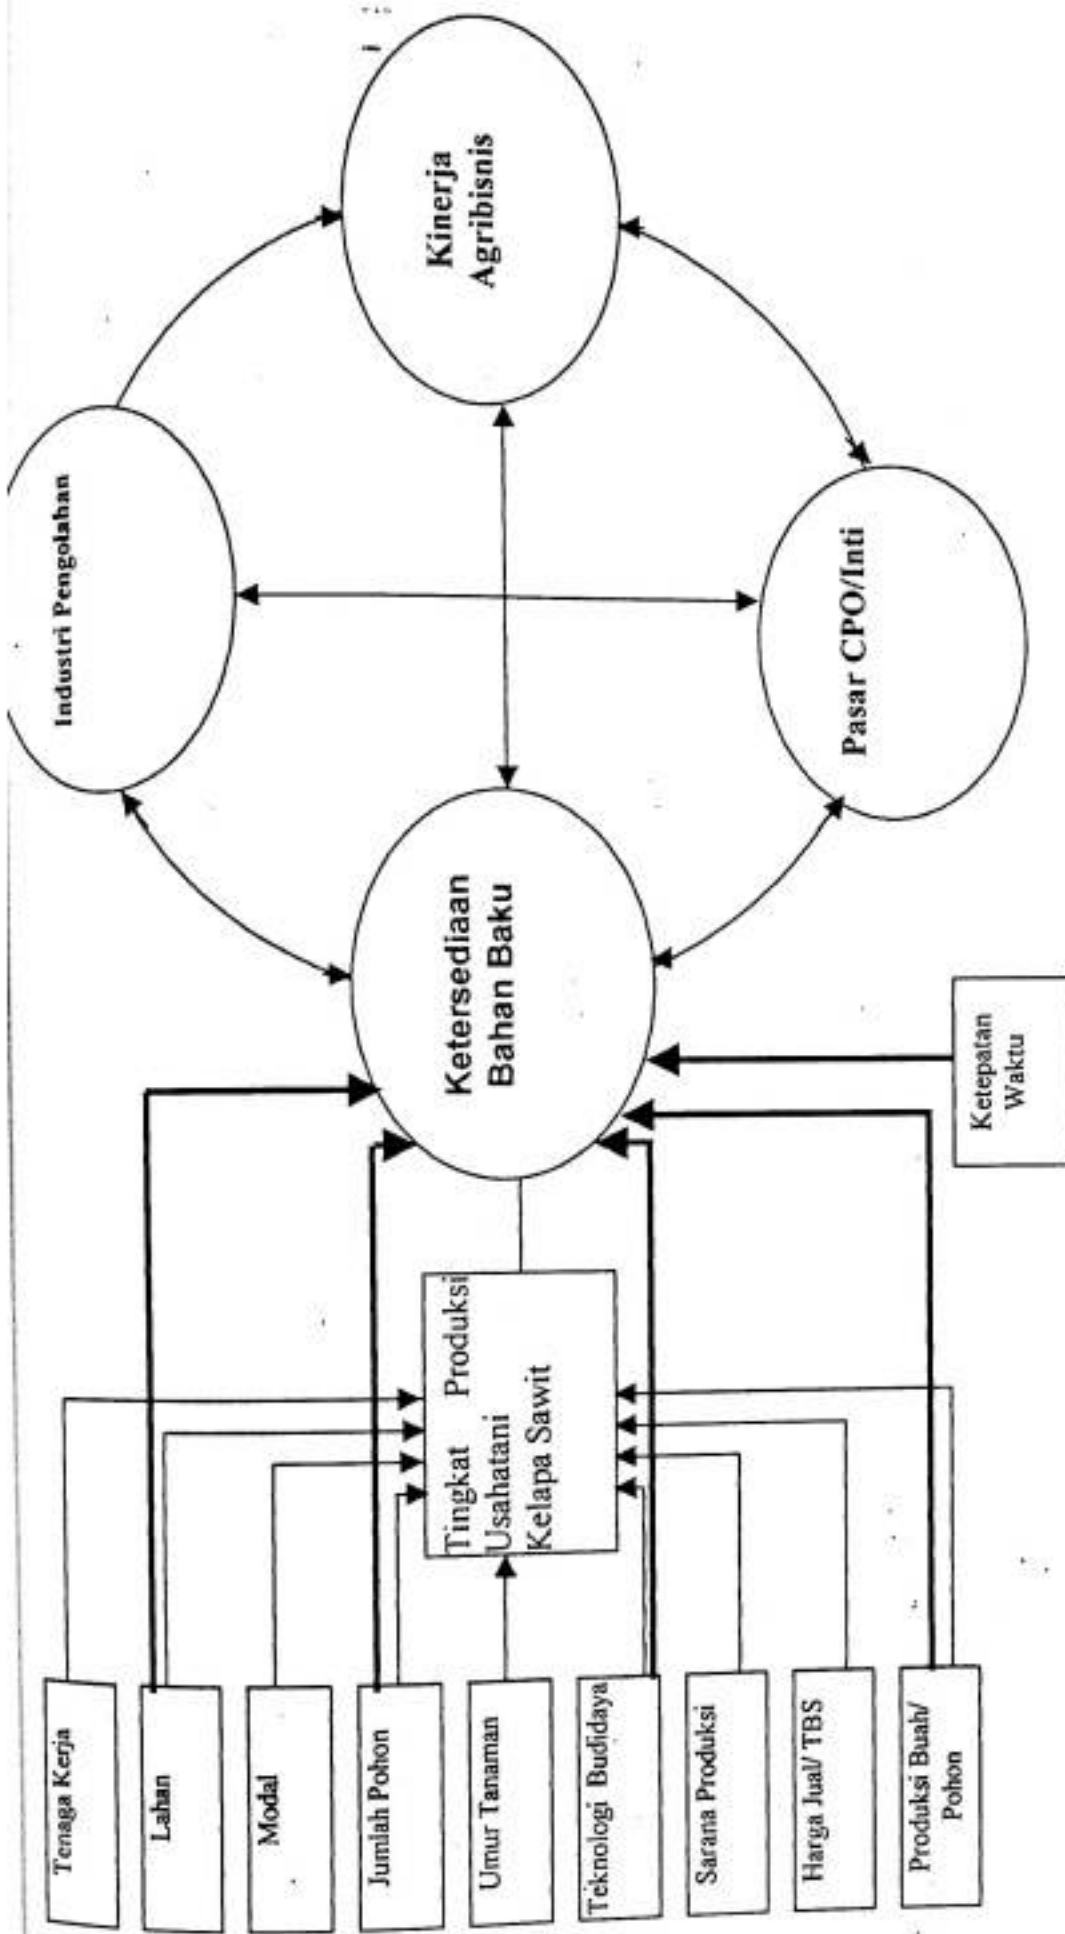 Tenaga Kerja
Lahan
Modal
Jumlah Pohon
Umur Tanaman
Teknologi Budidaya
Sarana Produksi
Harga Jual/ TBS
Produksi Buah/
Pohon
Tingkat Produksi
Usahatani
Kelapa Sawit
Ketepatan
Waktu
Ketersediaan
Bahan Baku
Industri Pengolahan
Pasar CPO/Inti
Kinerja
Agribisnis